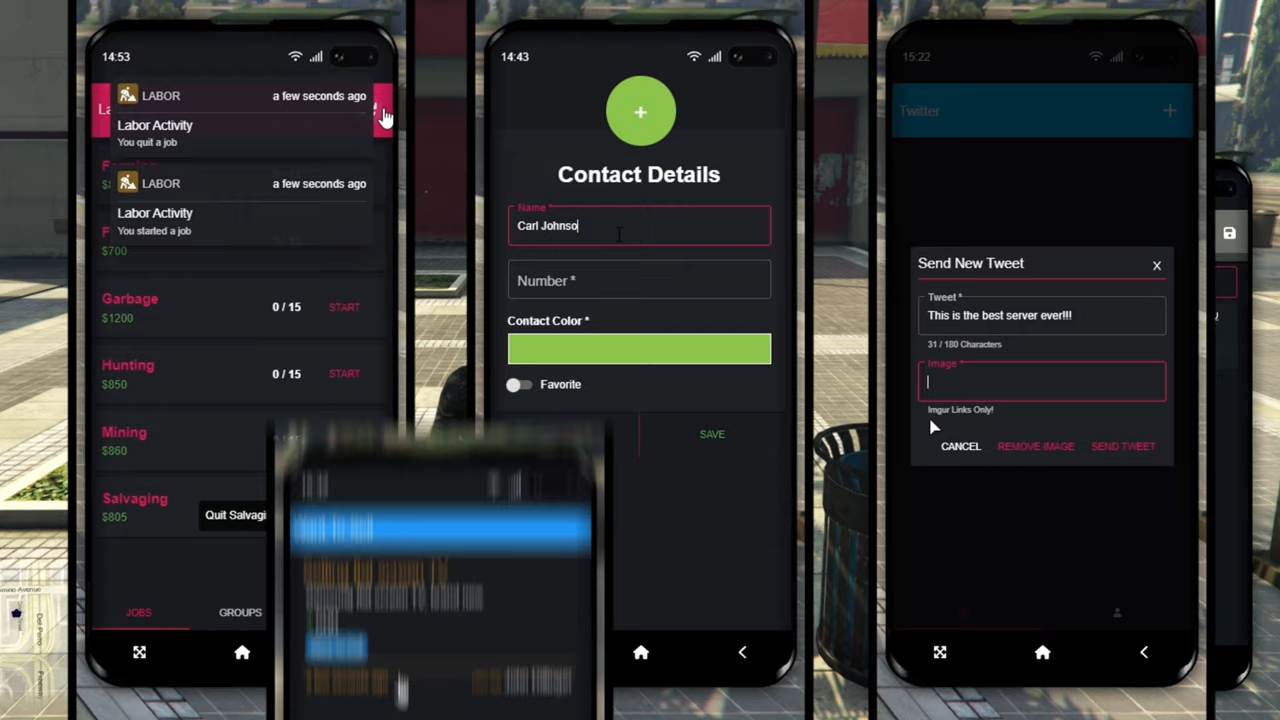 14:53
LABOR
a few seconds ago
Labor Activity
You quit a job
LABOR
a few seconds ago
Labor Activity
You started a job
$700
Garbage
$1200
0 / 15
START
Hunting
$850
0 / 15
START
Mining
$860
Salvaging
$805
Quit Salvagi
JOBS
GROUPS
14:43
+
Contact Details
Name *
Carl Johnso
Number *
Contact Color *
Favorite
SAVE
15:22
Twitter
+
Send New Tweet
X
Tweet *
This is the best server ever!!!
31 / 180 Characters
Image *
Imgur Links Only!
CANCEL
REMOVE IMAGE
SEND TWEET